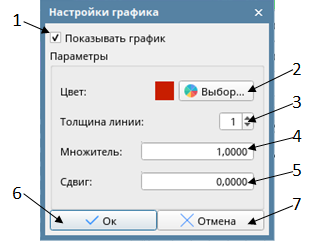 Настройки графика
1
Показывать график
Параметры
Цвет:
Выбор...
2
Толщина линии:
1
3
Множитель:
1,0000
4
Сдвиг:
0,0000
5
6
Ок
Отмена
7